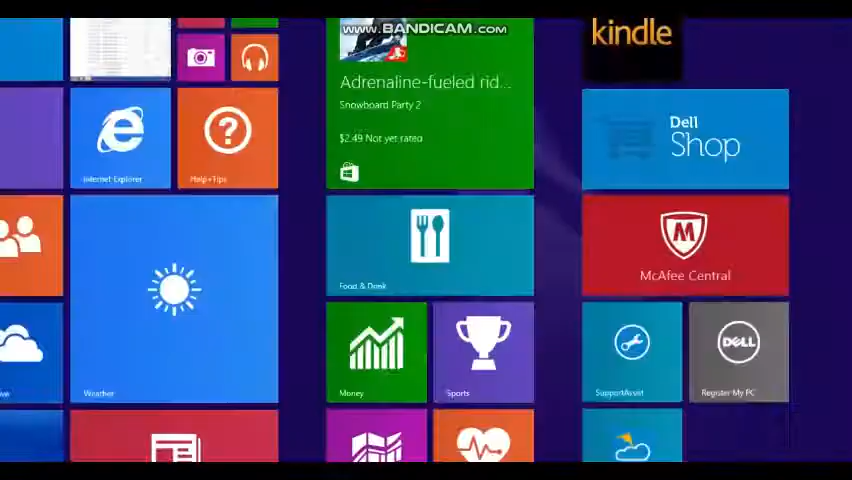 www.BANDICAM.com
kindle
Adrenaline-fueled rid...
Snowboard Party 2
$2.49 Not yet rated
Dell
Shop
Internet Explorer
Help+Tips
McAfee Central
Food & Drink
Weather
Money
Sports
SupportAssist
DELL
Register My PC